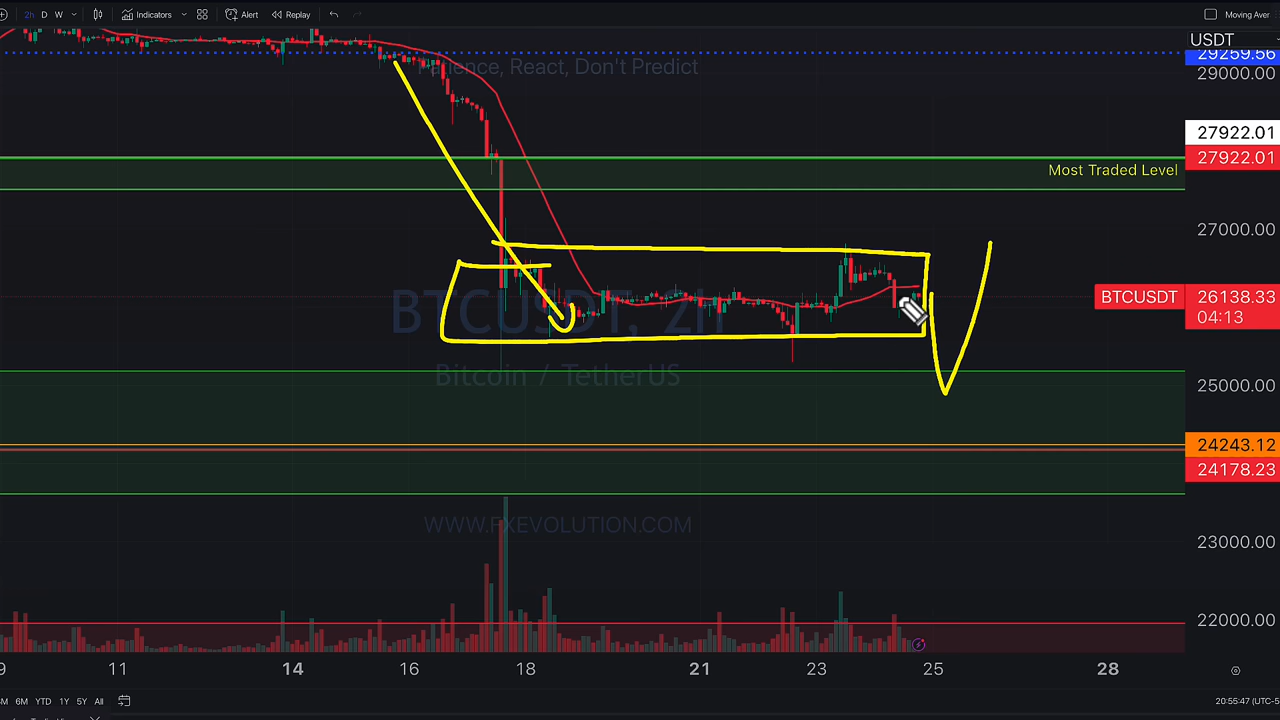 2h D W Indicators Alert Replay Moving Aver
USDT
29259.56
Patience, React, Don't Predict
29000.00
27922.01
27922.01
Most Traded Level
27000.00
BTCUSDT, 2h
BTCUSDT 26138.33
04:13
Bitcoin / TetherUS
25000.00
24243.12
24178.23
WWW.FXEVOLUTION.COM
23000.00
22000.00
9 11 14 16 18 21 23 25 28
6M YTD 1Y 5Y All
20:55:47 (UTC-5